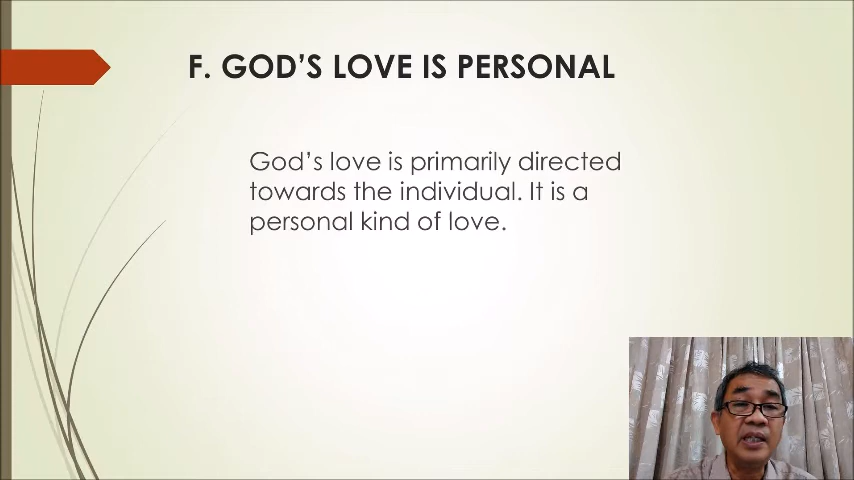 F. GOD'S LOVE IS PERSONAL
God's love is primarily directed
towards the individual. It is a
personal kind of love.